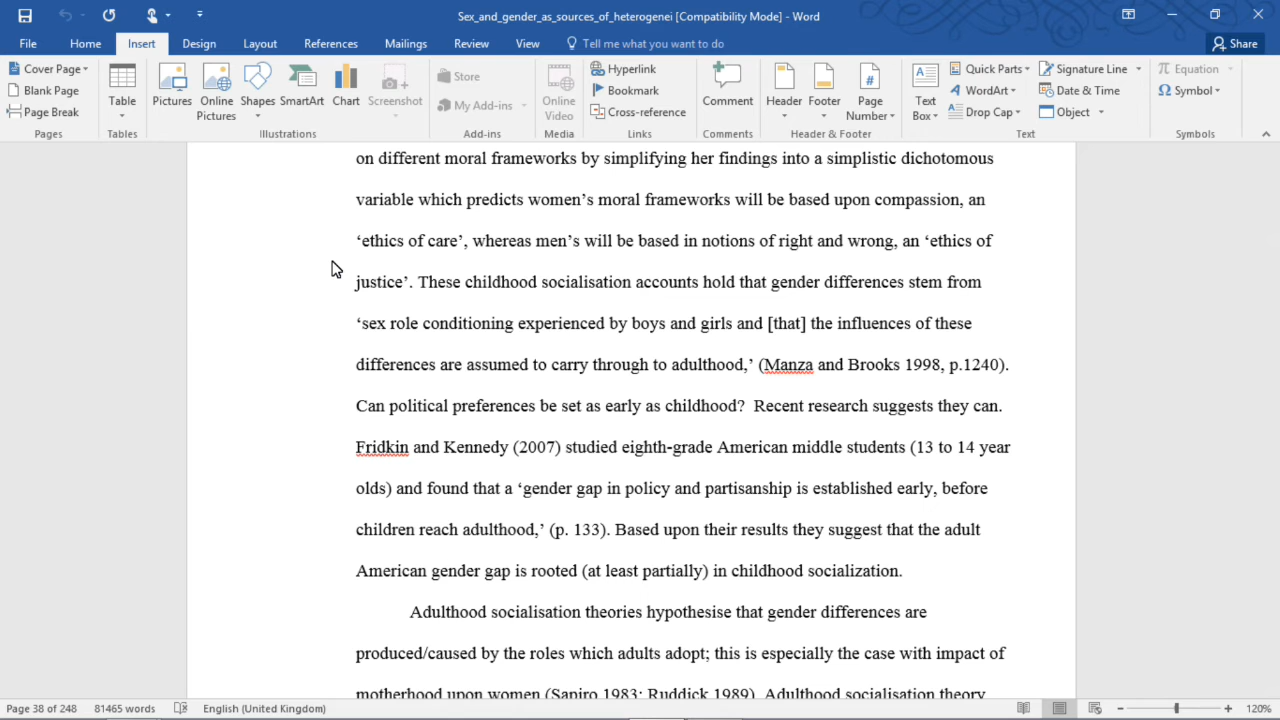 Sex_and_gender_as_sources_of_heterogenei [Compatibility Mode] - Word
File Home Insert Design Layout References Mailings Review View Tell me what you want to do Share
Cover Page
Blank Page
Page Break
Pages
Table
Tables
Pictures
Online Pictures
Shapes
SmartArt
Chart
Screenshot
Illustrations
Store
My Add-ins
Add-ins
Online Video
Media
Hyperlink
Bookmark
Cross-reference
Links
Comment
Comments
Header
Footer
Page Number
Header & Footer
Text Box
Quick Parts
WordArt
Drop Cap
Signature Line
Date & Time
Object
Text
Equation
Symbol
Symbols
on different moral frameworks by simplifying her findings into a simplistic dichotomous
variable which predicts women’s moral frameworks will be based upon compassion, an
‘ethics of care’, whereas men’s will be based in notions of right and wrong, an ‘ethics of
justice’. These childhood socialisation accounts hold that gender differences stem from
‘sex role conditioning experienced by boys and girls and [that] the influences of these
differences are assumed to carry through to adulthood,’ (Manza and Brooks 1998, p.1240).
Can political preferences be set as early as childhood?  Recent research suggests they can.
Fridkin and Kennedy (2007) studied eighth-grade American middle students (13 to 14 year
olds) and found that a ‘gender gap in policy and partisanship is established early, before
children reach adulthood,’ (p. 133). Based upon their results they suggest that the adult
American gender gap is rooted (at least partially) in childhood socialization.
Adulthood socialisation theories hypothesise that gender differences are
produced/caused by the roles which adults adopt; this is especially the case with impact of
motherhood upon women (Sapiro 1983; Ruddick 1989). Adulthood socialisation theory
Page 38 of 248 81465 words English (United Kingdom) 120%